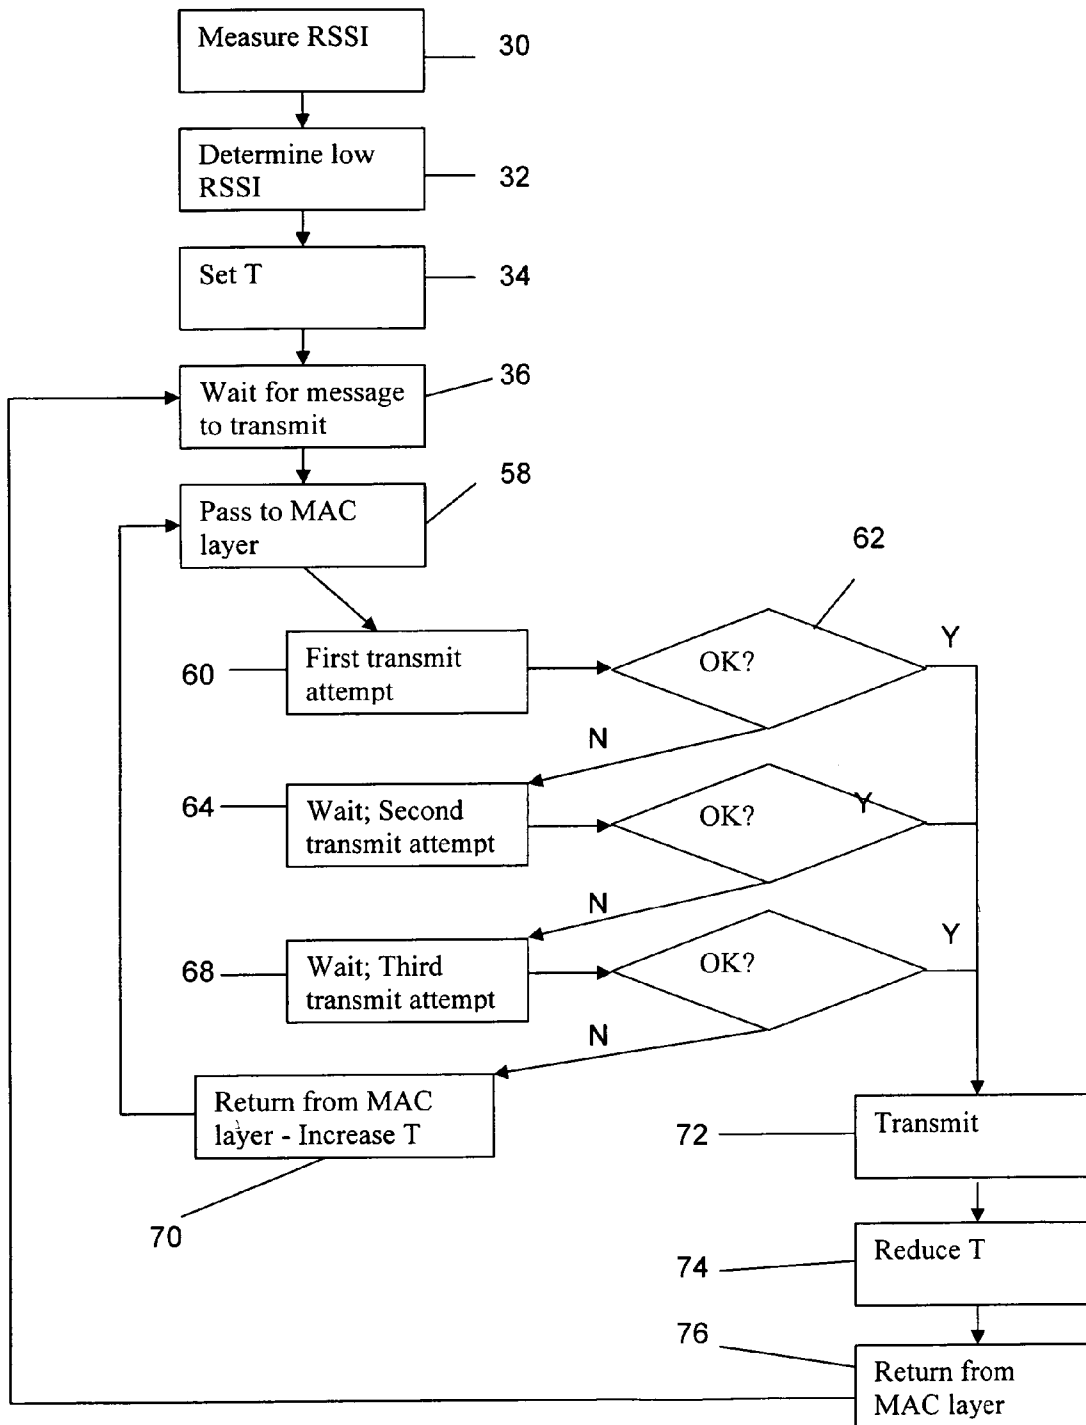 Measure RSSI
30
Determine low
RSSI
32
Set T
34
Wait for message
to transmit
36
Pass to MAC
layer
58
62
First transmit
attempt
60
OK?
Y
N
Wait; Second
transmit attempt
64
OK?
Y
N
Wait; Third
transmit attempt
68
OK?
Y
N
Return from MAC
layer - Increase T
70
Transmit
72
Reduce T
74
76
Return from
MAC layer